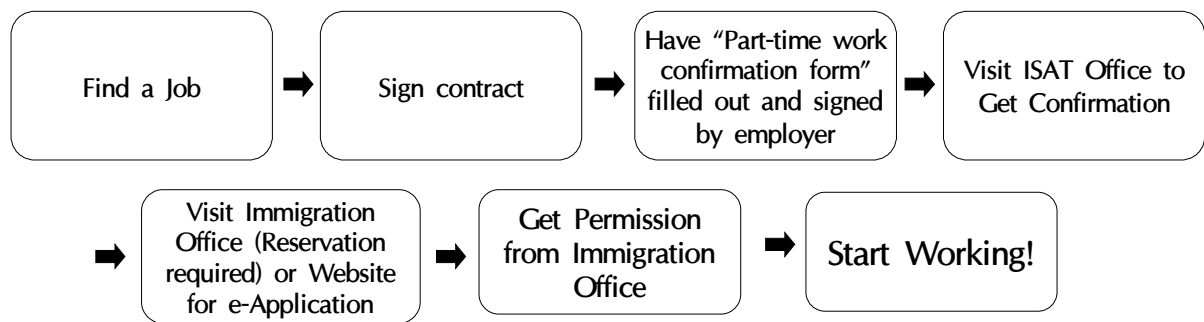 Find a Job
Sign contract
Have “Part-time work
confirmation form”
filled out and signed
by employer
Visit ISAT Office to
Get Confirmation
Visit Immigration
Office (Reservation
required) or Website
for e-Application
Get Permission
from Immigration
Office
Start Working!